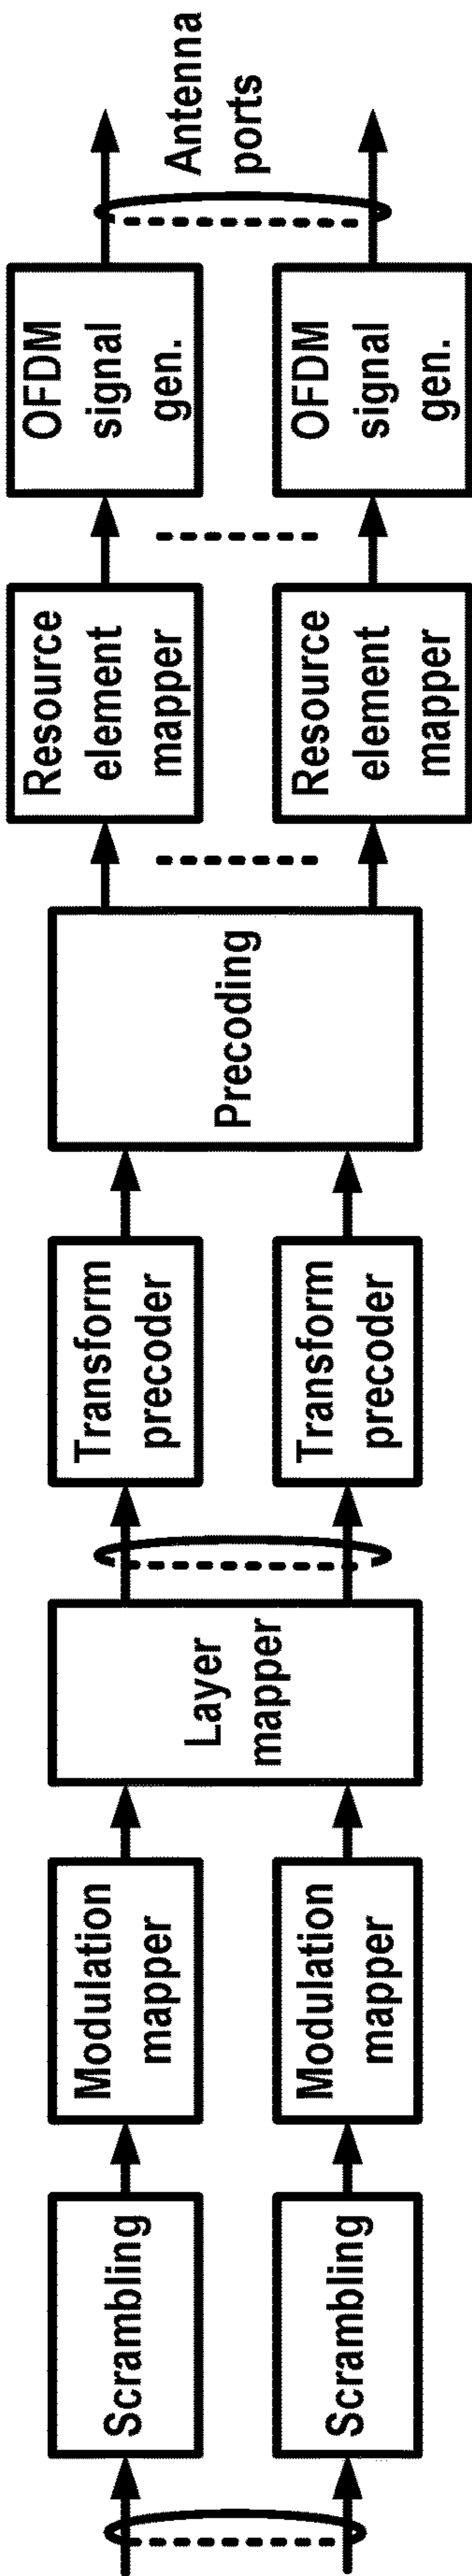 Scrambling
Scrambling
Modulation
mapper
Modulation
mapper
Layer
mapper
Transform
precoder
Transform
precoder
Precoding
Resource
element
mapper
Resource
element
mapper
OFDM
signal
gen.
OFDM
signal
gen.
Antenna
ports